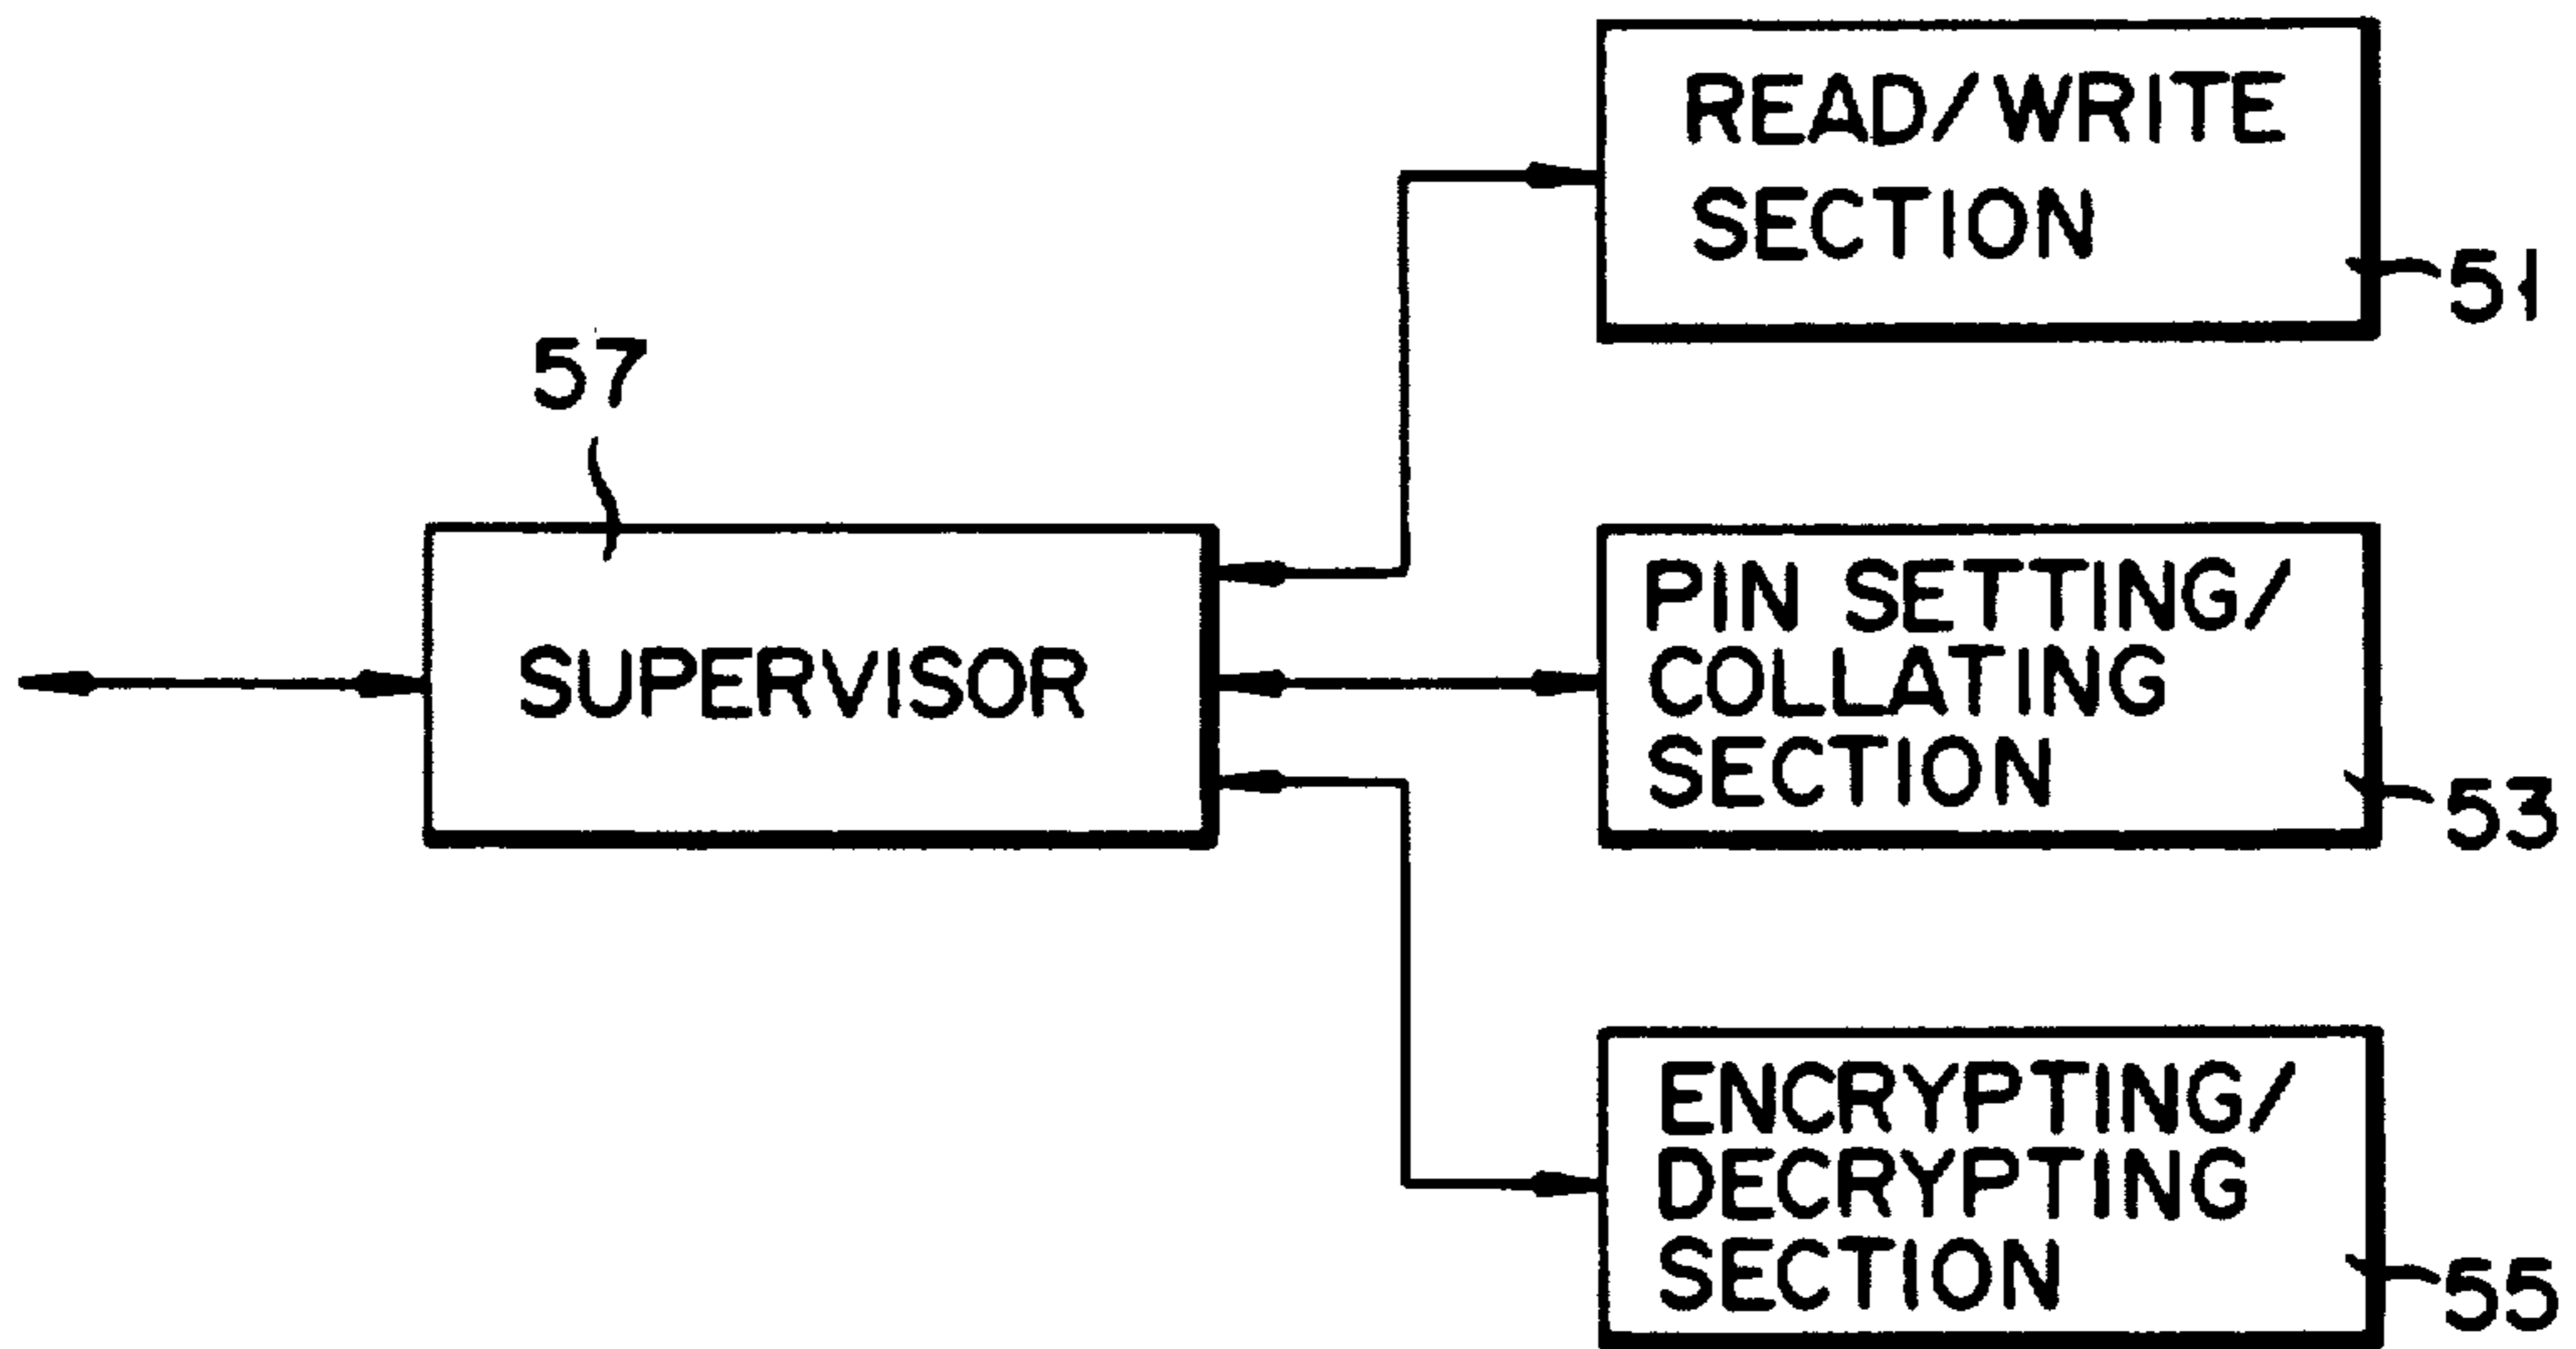 READ/WRITE
SECTION
51
57
SUPERVISOR
PIN SETTING/
COLLATING
SECTION
53
ENCRYPTING/
DECRYPTING
SECTION
55